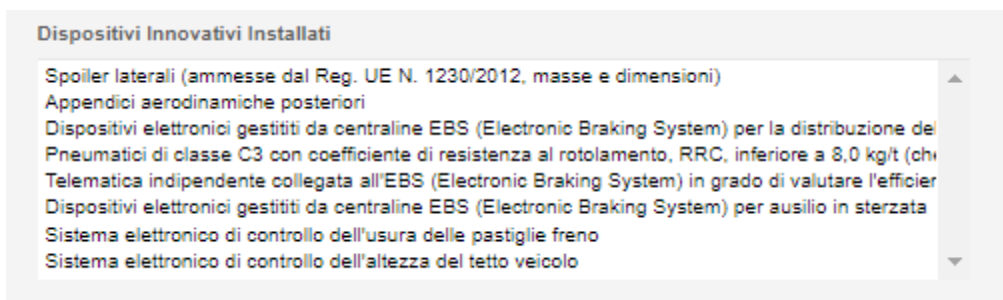 Dispositivi Innovativi Installati
Spoiler laterali (ammesse dal Reg. UE N. 1230/2012, masse e dimensioni)
Appendici aerodinamiche posteriori
Dispositivi elettronici gestititi da centraline EBS (Electronic Braking System) per la distribuzione del
Pneumatici di classe C3 con coefficiente di resistenza al rotolamento, RRC, inferiore a 8,0 kg/t (che
Telematica indipendente collegata all'EBS (Electronic Braking System) in grado di valutare l'efficier
Dispositivi elettronici gestititi da centraline EBS (Electronic Braking System) per ausilio in sterzata
Sistema elettronico di controllo dell'usura delle pastiglie freno
Sistema elettronico di controllo dell'altezza del tetto veicolo